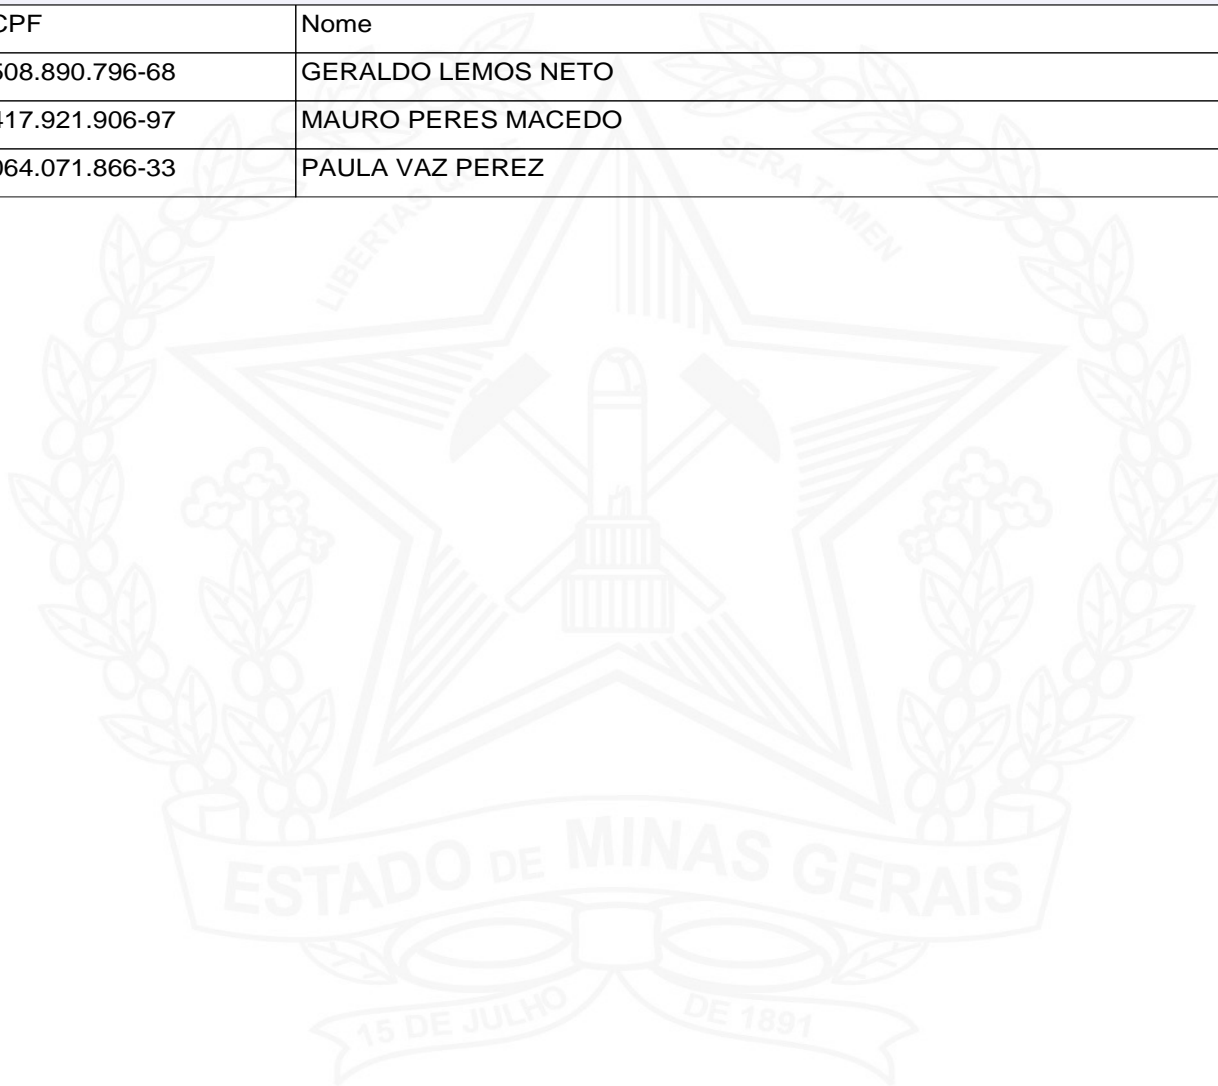 CPF Nome
508.890.796-68 GERALDO LEMOS NETO
417.921.906-97 MAURO PERES MACEDO
064.071.866-33 PAULA VAZ PEREZ
LIBERTAS QUE SERA TAMEN
ESTADO DE MINAS GERAIS
15 DE JULHO DE 1891